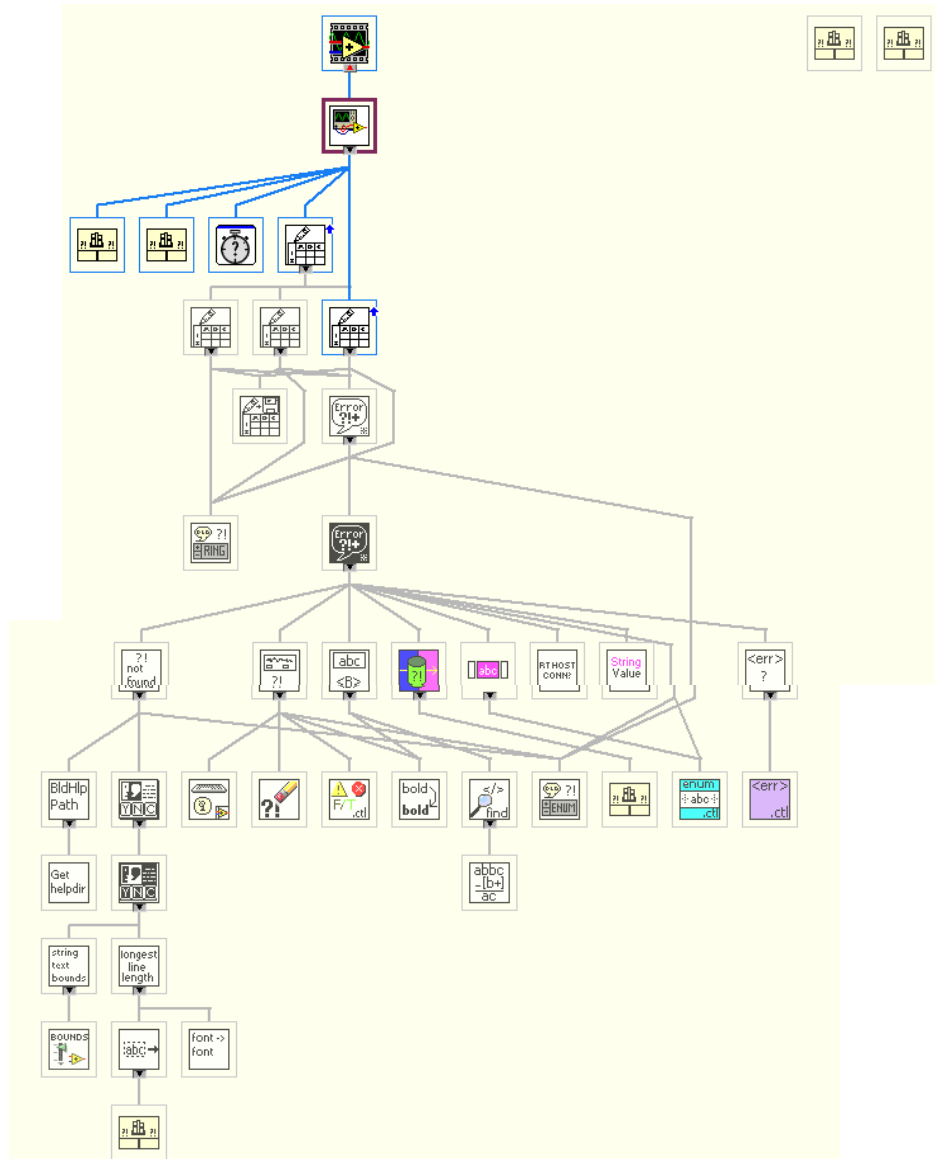 ?! ?!
?! ?!
?! ?!
?! ?!
?
Error
?!+
?!
RING
Error
?!+
?!
not
found
?!
abc
<B>
?!
abc
RT HOST
CONN?
String
Value
<err>
?
BldHlp
Path
YNC
?!
F/T
.ctl
bold
bold
</>
find
?!
ENUM
?! ?!
enum
abc
.ctl
<err>
.ctl
Get
helpdir
YNC
abbc
-[b+]
ac
string
text
bounds
longest
line
length
BOUNDS
abc
font ->
font
?! ?!